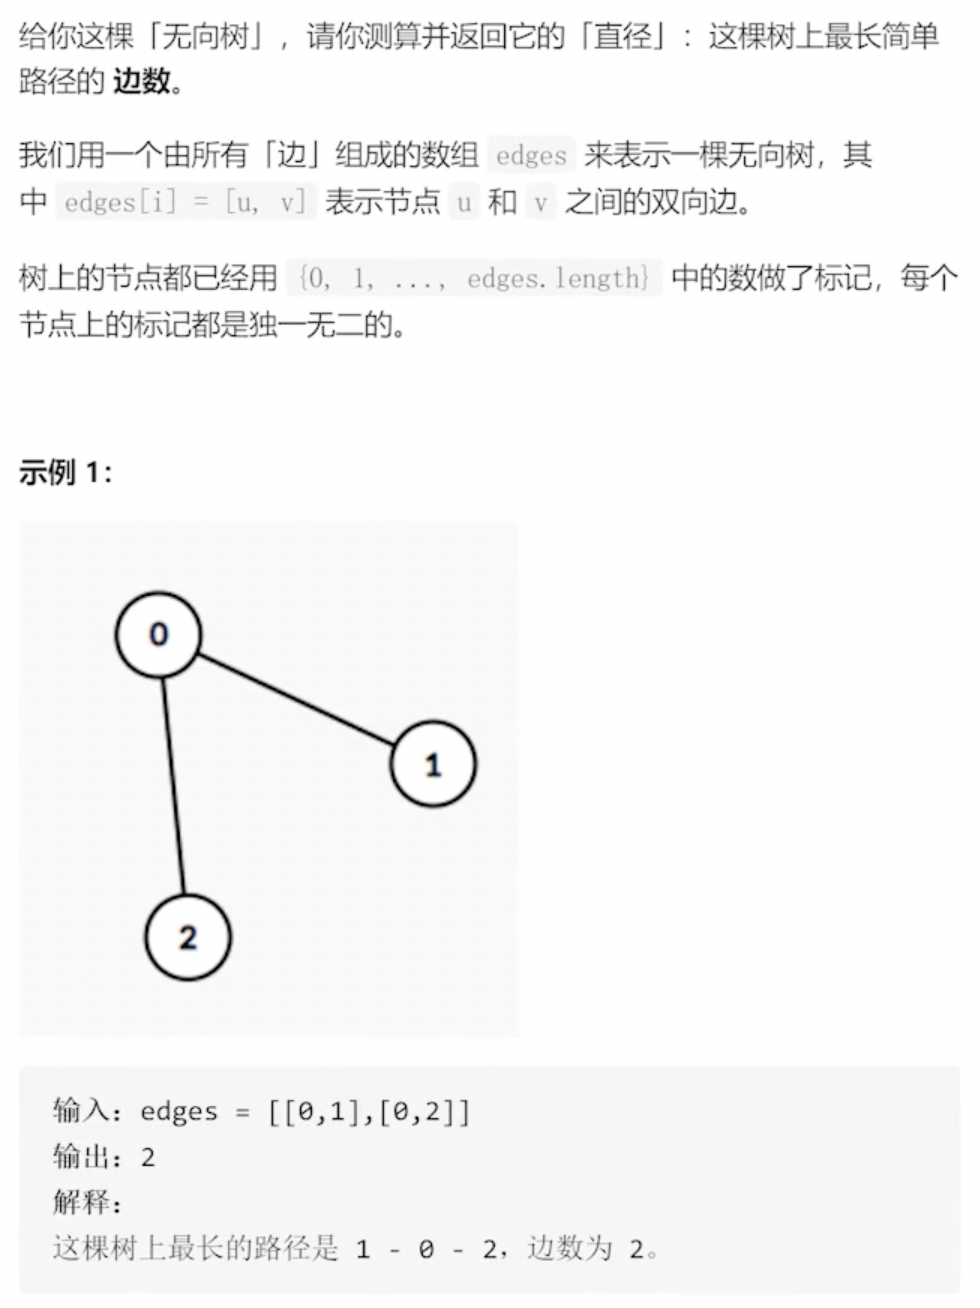 给你这棵「无向树」，请你测算并返回它的「直径」：这棵树上最长简单
路径的 边数。
我们用一个由所有「边」组成的数组 edges 来表示一棵无向树，其
中 edges[i] = [u, v] 表示节点 u 和 v 之间的双向边。
树上的节点都已经用 {0, 1, ..., edges.length} 中的数做了标记，每个
节点上的标记都是独一无二的。
示例 1：
0
1
2
输入：edges = [[0,1],[0,2]]
输出：2
解释：
这棵树上最长的路径是 1 - 0 - 2，边数为 2。